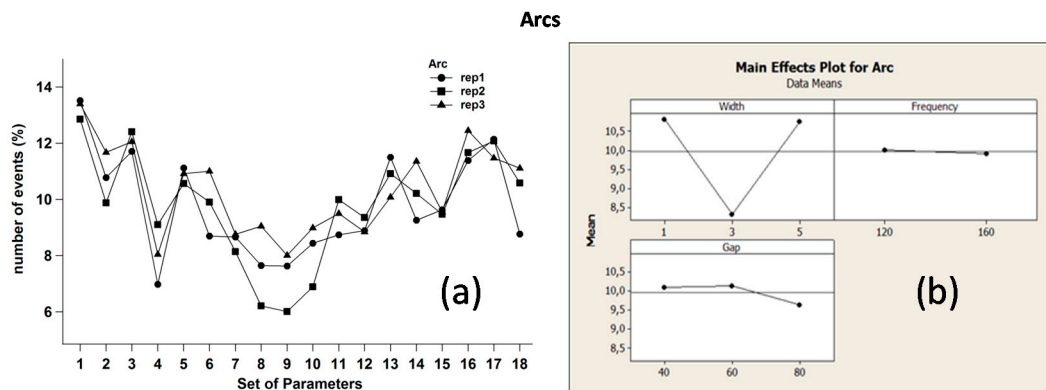 Arcs
Arc
rep1
rep2
rep3
number of events (%)
14
12
10
8
6
1 2 3 4 5 6 7 8 9 10 11 12 13 14 15 16 17 18
Set of Parameters
(a)
Main Effects Plot for Arc
Data Means
Width Frequency
10,5
10,0
9,5
9,0
8,5
1 3 5 120 160
Mean
Gap
10,5
10,0
9,5
9,0
8,5
40 60 80
(b)